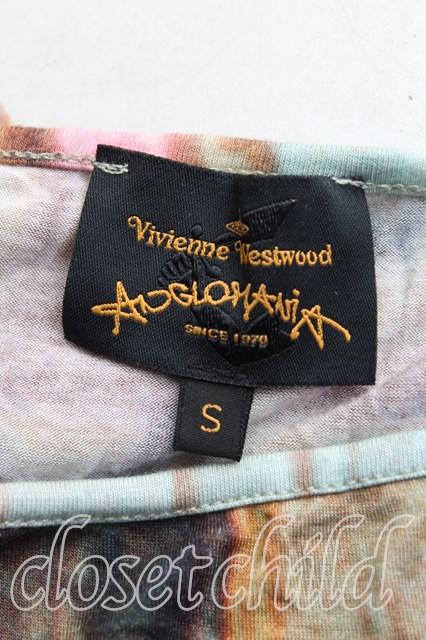 Vivienne Westwood
ANGLOMANIA
SINCE 1970
S
closetchild